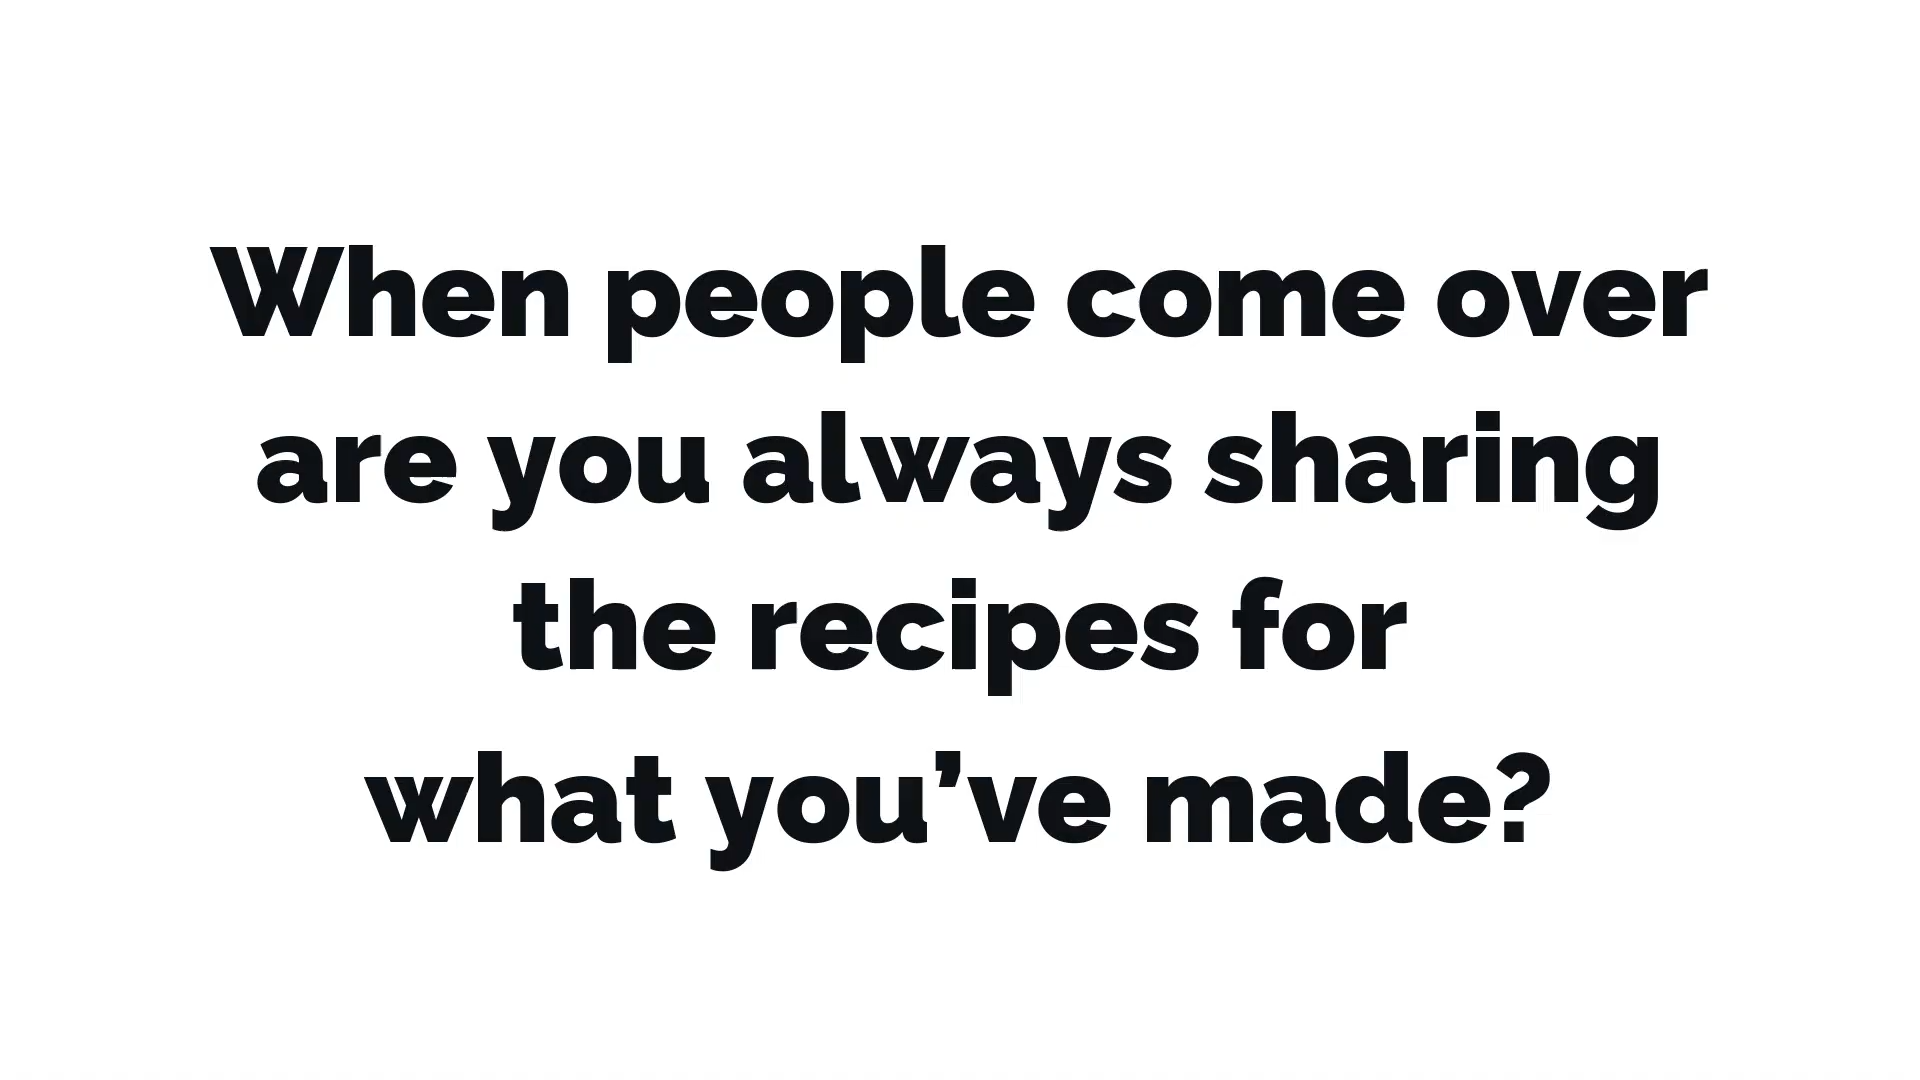 When people come over
are you always sharing
the recipes for
what you’ve made?